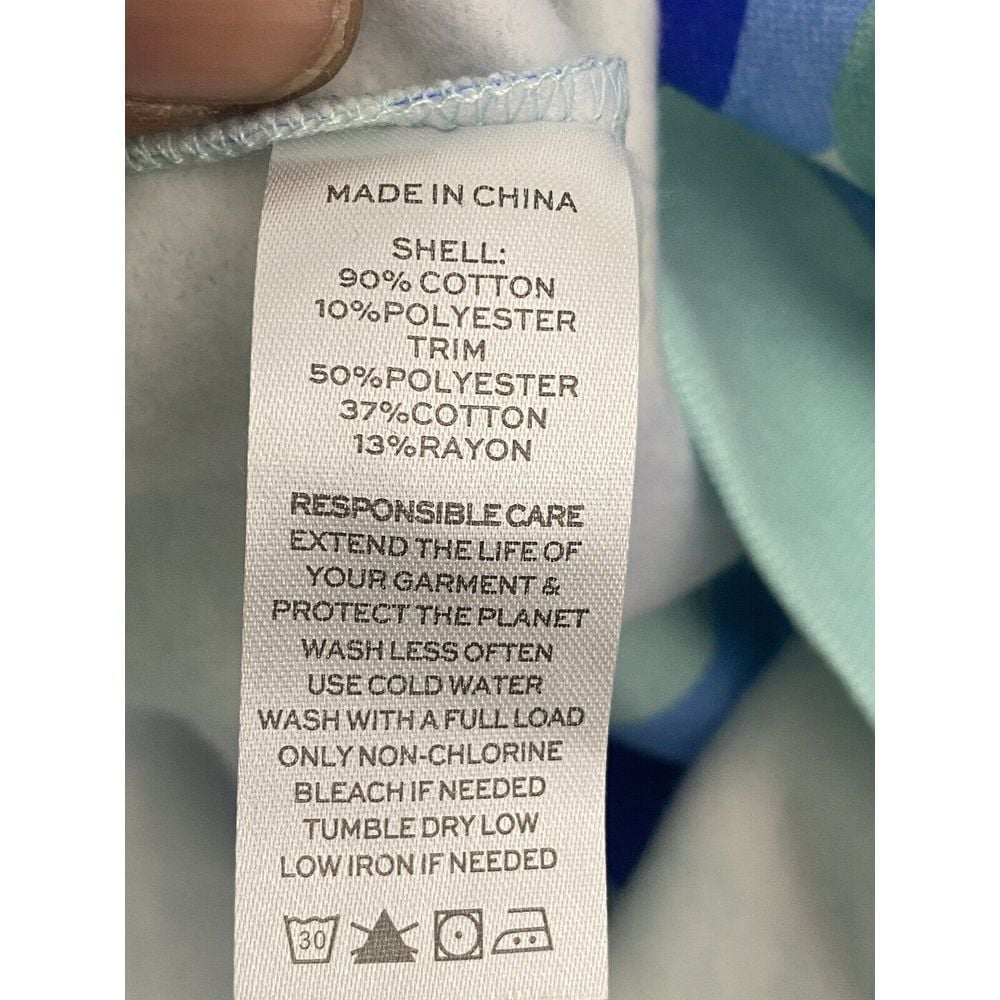 MADE IN CHINA
SHELL:
90% COTTON
10%POLYESTER
TRIM
50%POLYESTER
37%COTTON
13%RAYON
RESPONSIBLE CARE
EXTEND THE LIFE OF
YOUR GARMENT &
PROTECT THE PLANET
WASH LESS OFTEN
USE COLD WATER
WASH WITH A FULL LOAD
ONLY NON-CHLORINE
BLEACH IF NEEDED
TUMBLE DRY LOW
LOW IRON IF NEEDED
30